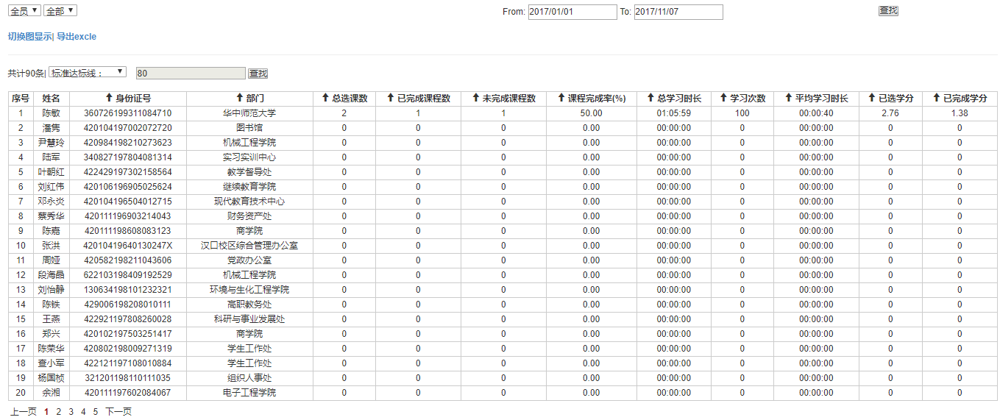 全员 全部 From: 2017/01/01 To: 2017/11/07 查找
切换图显示| 导出excle
共计90条| 标准达标线： 80 查找
序号 姓名 身份证号 部门 总选课数 已完成课程数 未完成课程数 课程完成率(%) 总学习时长 学习次数 平均学习时长 已选学分 已完成学分
1 陈敏 360726199311084710 华中师范大学 2 1 1 50.00 01:05:59 100 00:00:40 2.76 1.38
2 潘隽 420104197002072720 图书馆 0 0 0 0.00 00:00:00 0 00:00:00 0 0
3 尹慧玲 420984198210273623 机械工程学院 0 0 0 0.00 00:00:00 0 00:00:00 0 0
4 陆军 340827197804081314 实习实训中心 0 0 0 0.00 00:00:00 0 00:00:00 0 0
5 叶朝红 422429197302158564 教学督导处 0 0 0 0.00 00:00:00 0 00:00:00 0 0
6 刘红伟 420106196905025624 继续教育学院 0 0 0 0.00 00:00:00 0 00:00:00 0 0
7 邓永炎 420104196504012715 现代教育技术中心 0 0 0 0.00 00:00:00 0 00:00:00 0 0
8 蔡秀华 420111196903214043 财务资产处 0 0 0 0.00 00:00:00 0 00:00:00 0 0
9 陈嘉 420111198608083123 商学院 0 0 0 0.00 00:00:00 0 00:00:00 0 0
10 张洪 42010419640130247X 汉口校区综合管理办公室 0 0 0 0.00 00:00:00 0 00:00:00 0 0
11 周娅 420582198211043606 党政办公室 0 0 0 0.00 00:00:00 0 00:00:00 0 0
12 段海晶 622103198409192529 机械工程学院 0 0 0 0.00 00:00:00 0 00:00:00 0 0
13 刘怡静 130634198101232321 环境与生化工程学院 0 0 0 0.00 00:00:00 0 00:00:00 0 0
14 陈铁 429006198208010111 高职教务处 0 0 0 0.00 00:00:00 0 00:00:00 0 0
15 王燕 422921197808260028 科研与事业发展处 0 0 0 0.00 00:00:00 0 00:00:00 0 0
16 郑兴 420102197503251417 商学院 0 0 0 0.00 00:00:00 0 00:00:00 0 0
17 陈荣华 420802198009271319 学生工作处 0 0 0 0.00 00:00:00 0 00:00:00 0 0
18 查小军 422121197108010884 学生工作处 0 0 0 0.00 00:00:00 0 00:00:00 0 0
19 杨国桢 321201198110111035 组织人事处 0 0 0 0.00 00:00:00 0 00:00:00 0 0
20 余湘 420111197602084067 电子工程学院 0 0 0 0.00 00:00:00 0 00:00:00 0 0
上一页 1 2 3 4 5 下一页